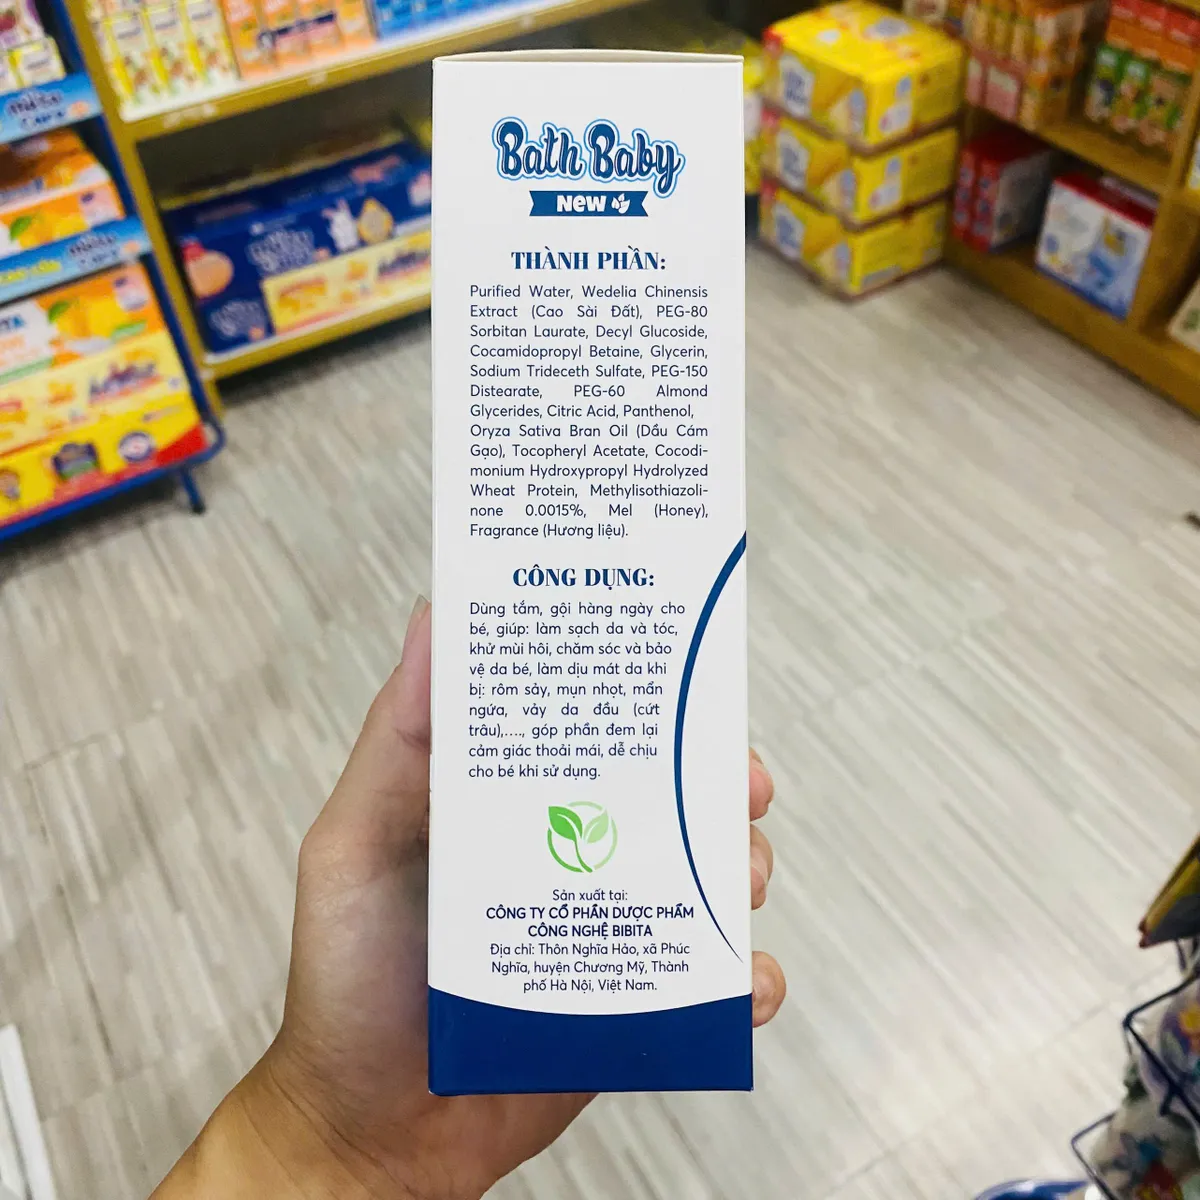 Bath Baby
New
THÀNH PHẦN:
Purified Water, Wedelia Chinensis
Extract (Cao Sài Đất), PEG-80
Sorbitan Laurate, Decyl Glucoside,
Cocamidopropyl Betaine, Glycerin,
Sodium Trideceth Sulfate, PEG-150
Distearate, PEG-60 Almond
Glycerides, Citric Acid, Panthenol,
Oryza Sativa Bran Oil (Dầu Cám
Gạo), Tocopheryl Acetate, Cocodi-
monium Hydroxypropyl Hydrolyzed
Wheat Protein, Methylisothiazoli-
none 0.0015%, Mel (Honey),
Fragrance (Hương liệu).
CÔNG DỤNG:
Dùng tắm, gội hàng ngày cho
bé, giúp: làm sạch da và tóc,
khử mùi hôi, chăm sóc và bảo
vệ da bé, làm dịu mát da khi
bị: rôm sảy, mụn nhọt, mẩn
ngứa, vảy da đầu (cứt
trâu),...., góp phần đem lại
cảm giác thoải mái, dễ chịu
cho bé khi sử dụng.
Sản xuất tại:
CÔNG TY CỔ PHẦN DƯỢC PHẨM
CÔNG NGHỆ BIBITA
Địa chỉ: Thôn Nghĩa Hảo, xã Phúc
Nghĩa, huyện Chương Mỹ, Thành
phố Hà Nội, Việt Nam.